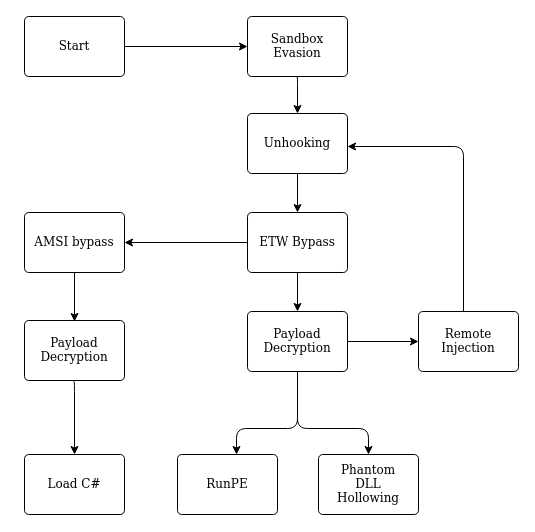 Start
Sandbox
Evasion
Unhooking
AMSI bypass
ETW Bypass
Payload
Decryption
Payload
Decryption
Remote
Injection
Load C#
RunPE
Phantom
DLL
Hollowing